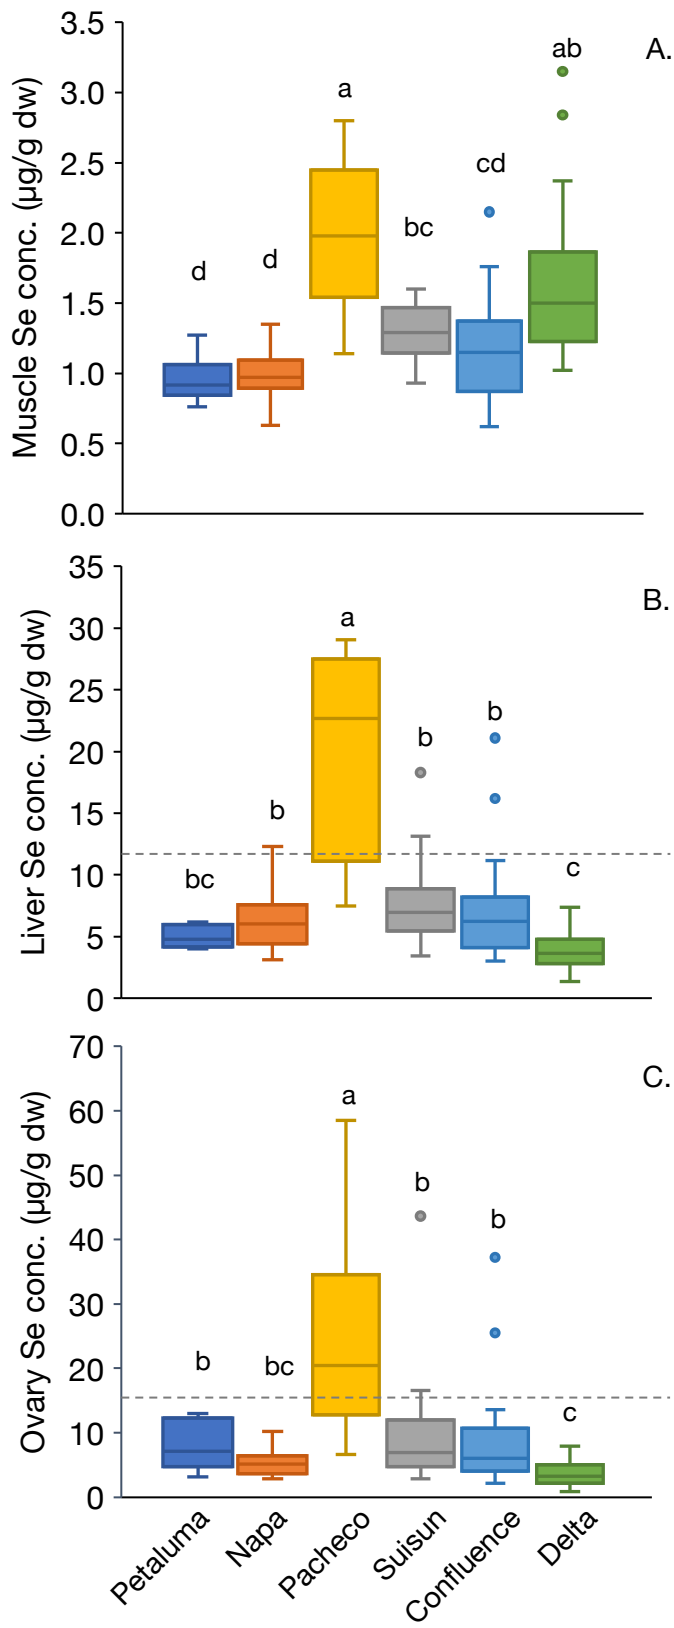 A.
Muscle Se conc. (µg/g dw)
3.5
3.0
2.5
2.0
1.5
1.0
0.5
0.0
d
d
a
bc
cd
ab
B.
Liver Se conc. (µg/g dw)
35
30
25
20
15
10
5
0
bc
b
a
b
b
c
C.
Ovary Se conc. (µg/g dw)
70
60
50
40
30
20
10
0
b
bc
a
b
b
c
Petaluma
Napa
Pacheco
Suisun
Confluence
Delta